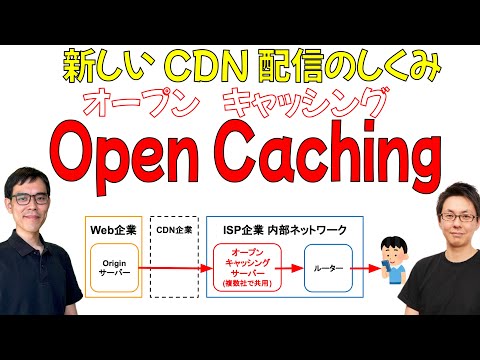 新しい CDN 配信のしくみ
オープン キャッシング
Open Caching
Web企業
CDN企業
ISP企業 内部ネットワーク
Origin
サーバー
オープン
キャッシング
サーバー
(複数社で共用)
ルーター